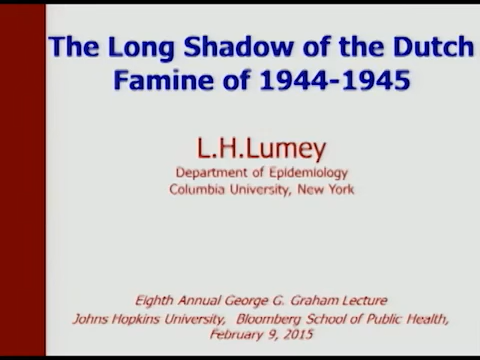 The Long Shadow of the Dutch
Famine of 1944-1945
L.H.Lumey
Department of Epidemiology
Columbia University, New York
Eighth Annual George G. Graham Lecture
Johns Hopkins University, Bloomberg School of Public Health,
February 9, 2015